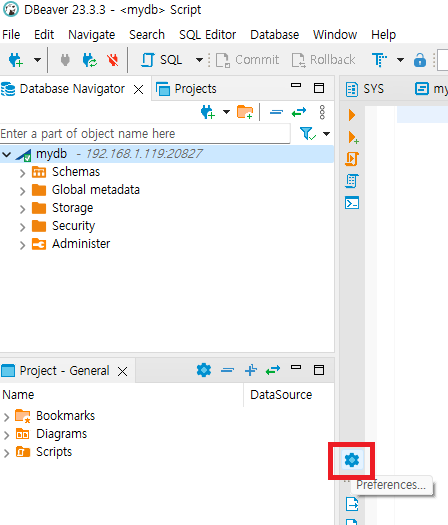 DBeaver 23.3.3 - <mydb> Script
File Edit Navigate Search SQL Editor Database Window Help
SQL Commit Rollback T
Database Navigator Projects
SYS
Enter a part of object name here
mydb - 192.168.1.119:20827
Schemas
Global metadata
Storage
Security
Administer
Project - General
Name DataSource
Bookmarks
Diagrams
Scripts
Preferences...